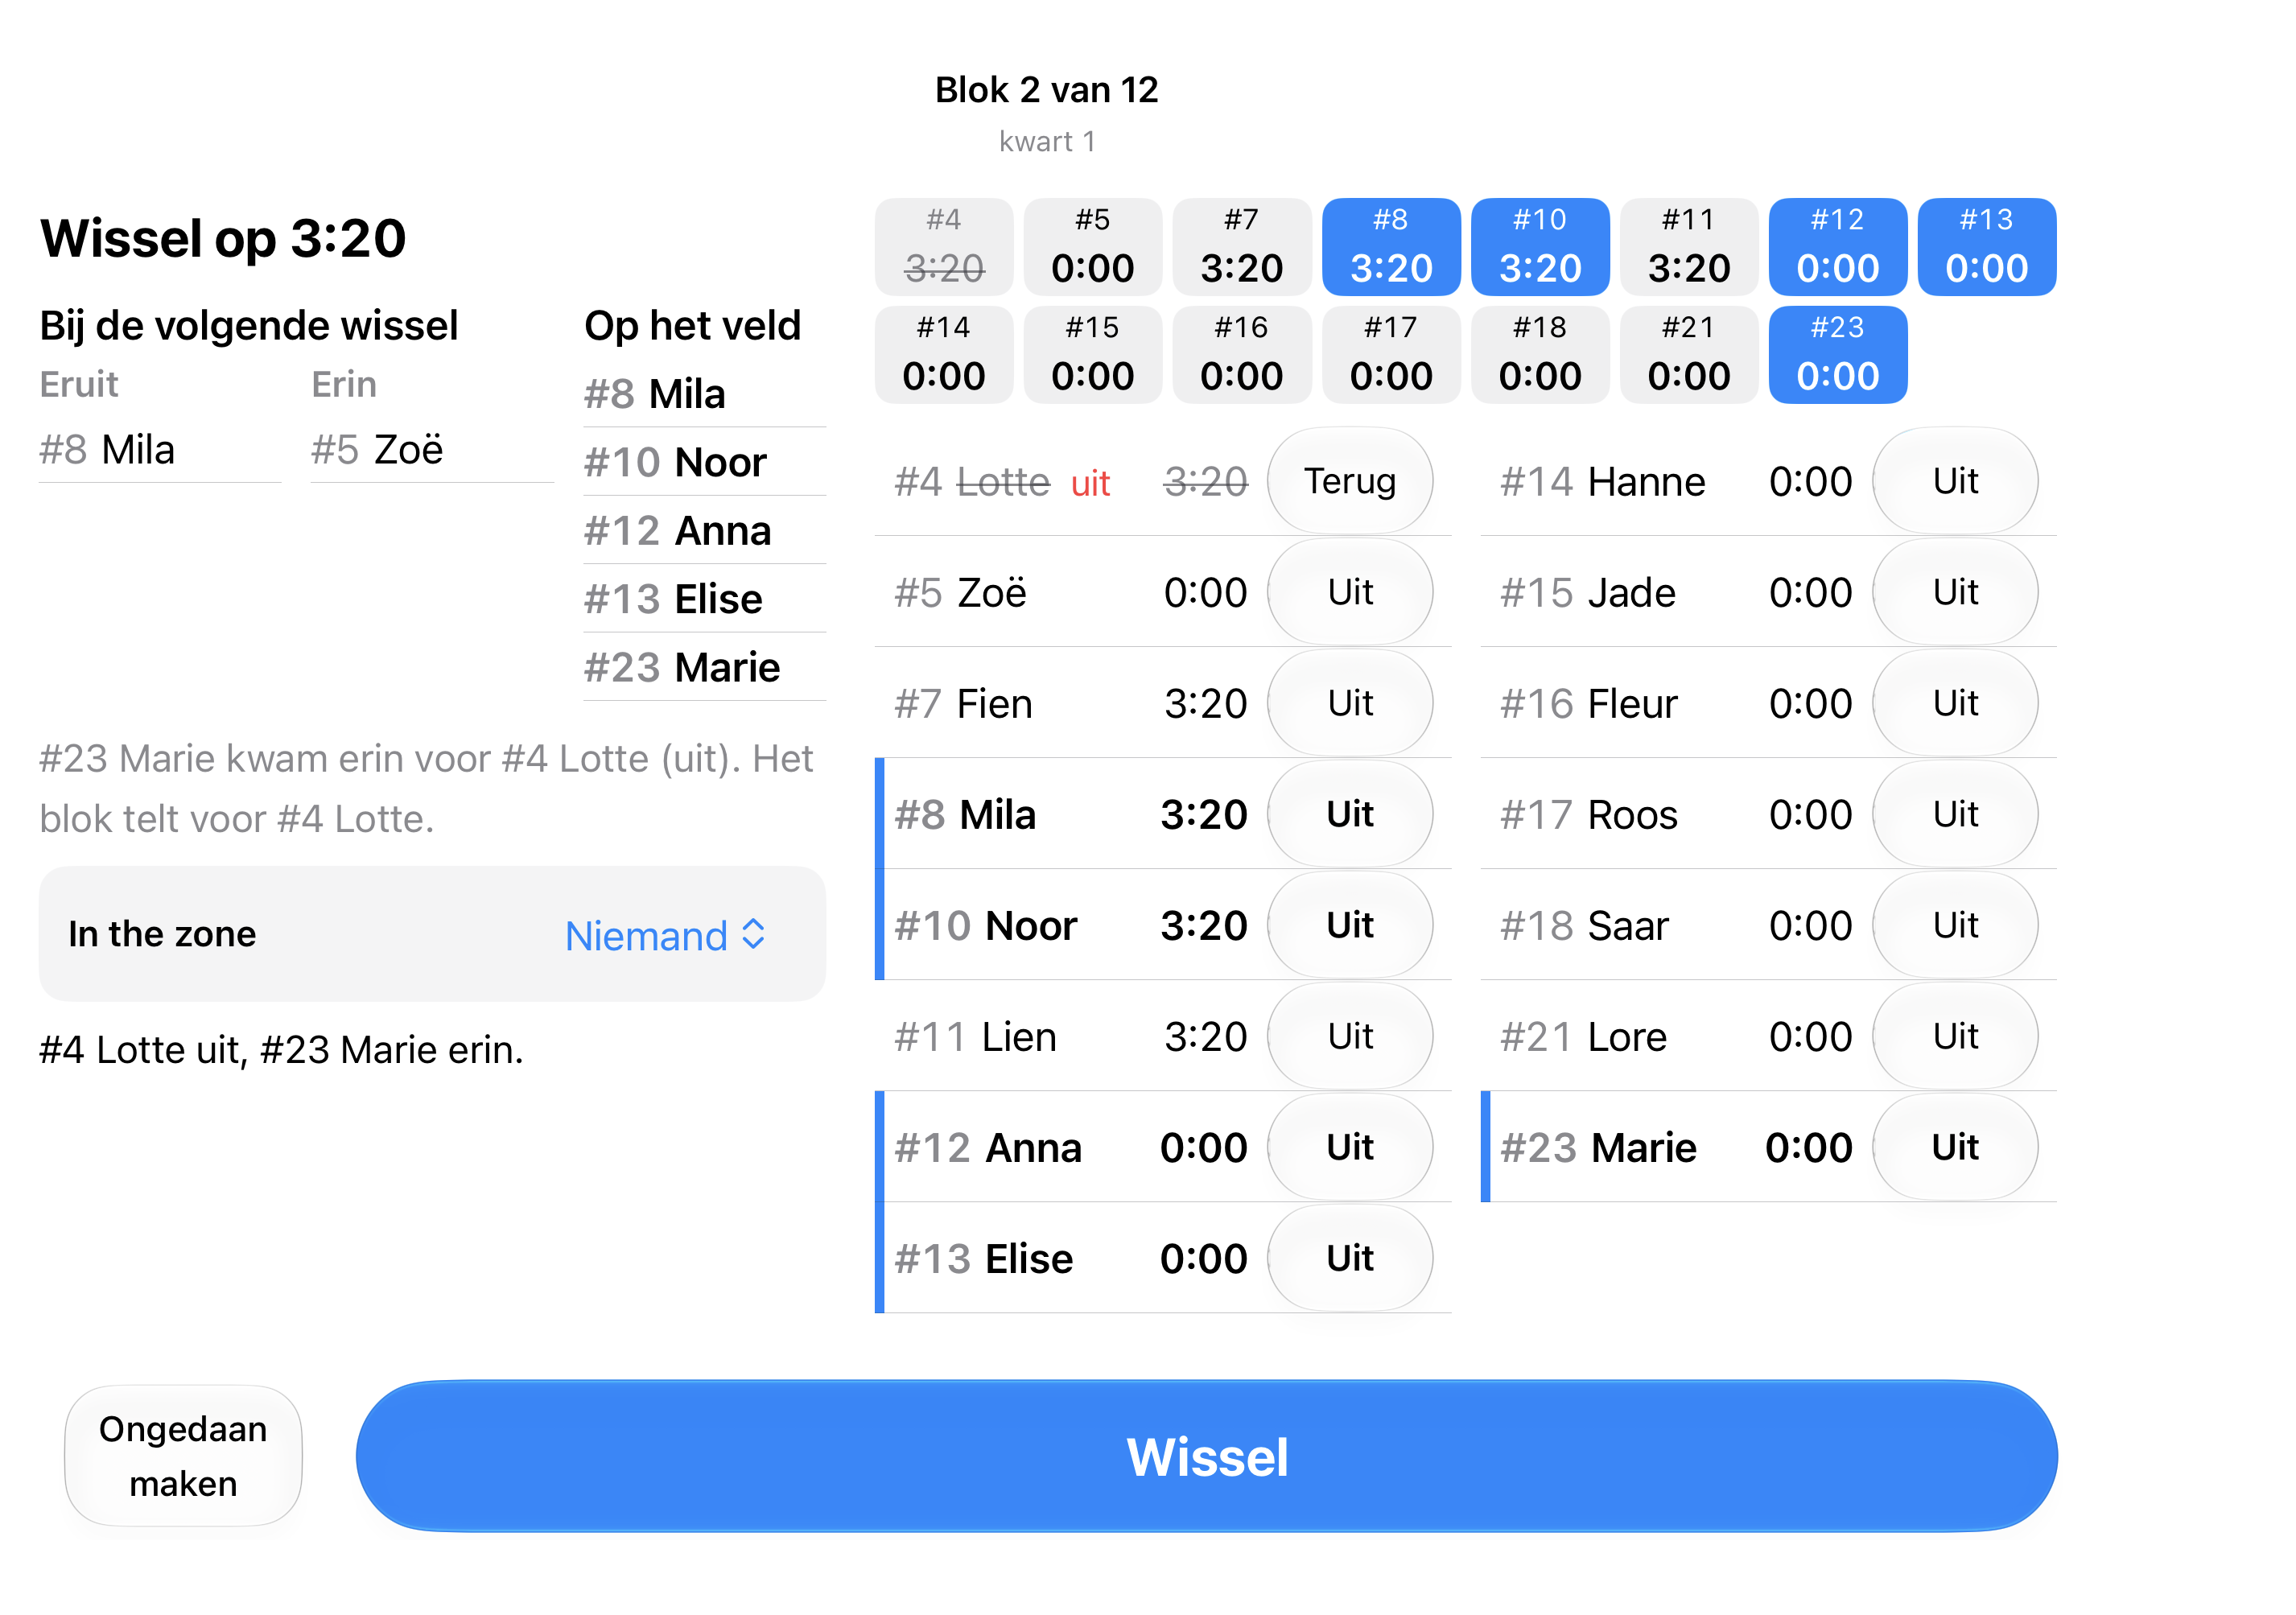 Blok 2 van 12
kwart 1
Wissel op 3:20
Bij de volgende wissel
Eruit Erin
#8 Mila #5 Zoë
Op het veld
#8 Mila
#10 Noor
#12 Anna
#13 Elise
#23 Marie
#23 Marie kwam erin voor #4 Lotte (uit). Het
blok telt voor #4 Lotte.
In the zone Niemand
#4 Lotte uit, #23 Marie erin.
#4 #5 #7 #8 #10 #11 #12 #13
3:20 0:00 3:20 3:20 3:20 3:20 0:00 0:00
#14 #15 #16 #17 #18 #21 #23
0:00 0:00 0:00 0:00 0:00 0:00 0:00
#4 Lotte uit 3:20 Terug
#5 Zoë 0:00 Uit
#7 Fien 3:20 Uit
#8 Mila 3:20 Uit
#10 Noor 3:20 Uit
#11 Lien 3:20 Uit
#12 Anna 0:00 Uit
#13 Elise 0:00 Uit
#14 Hanne 0:00 Uit
#15 Jade 0:00 Uit
#16 Fleur 0:00 Uit
#17 Roos 0:00 Uit
#18 Saar 0:00 Uit
#21 Lore 0:00 Uit
#23 Marie 0:00 Uit
Ongedaan
maken
Wissel